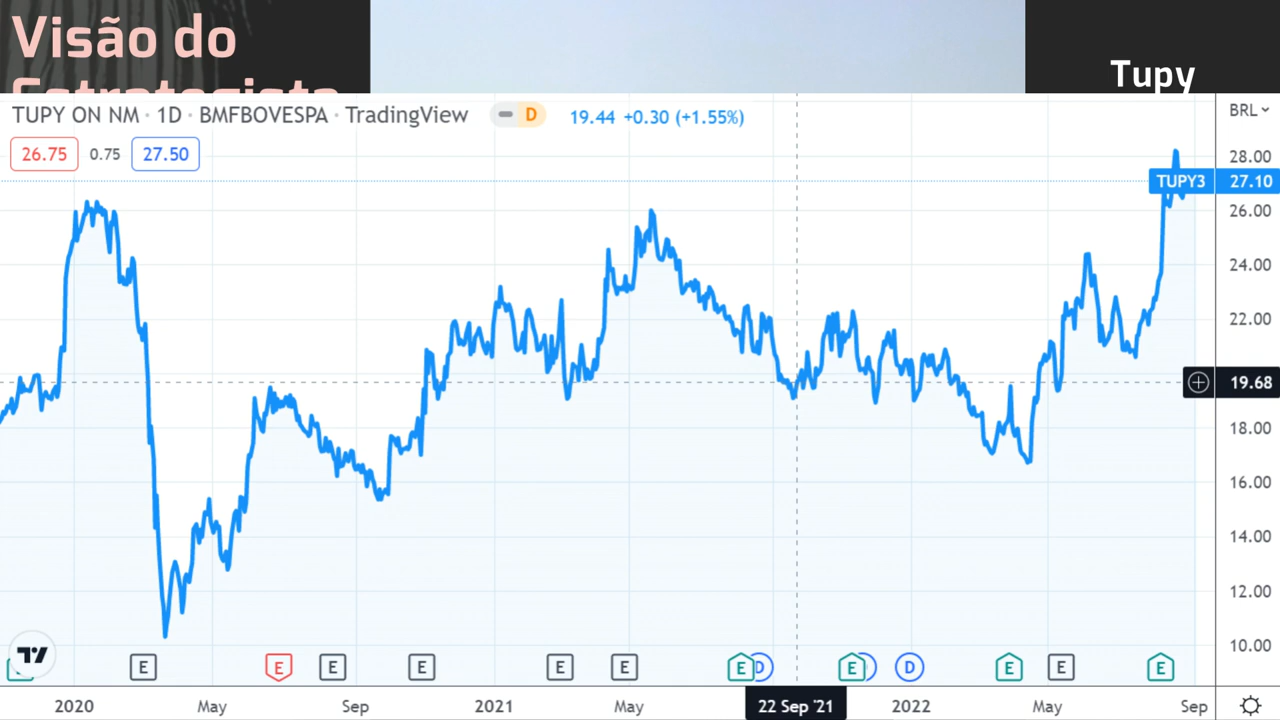 Visão do
Estrategista
Tupy
TUPY ON NM · 1D · BMFBOVESPA · TradingView
D
19.44 +0.30 (+1.55%)
BRL
26.75 0.75 27.50
28.00
TUPY3 27.10
26.00
24.00
22.00
19.68
18.00
16.00
14.00
12.00
10.00
E E E E E E E D E D E E E
2020 May Sep 2021 May 22 Sep '21 2022 May Sep